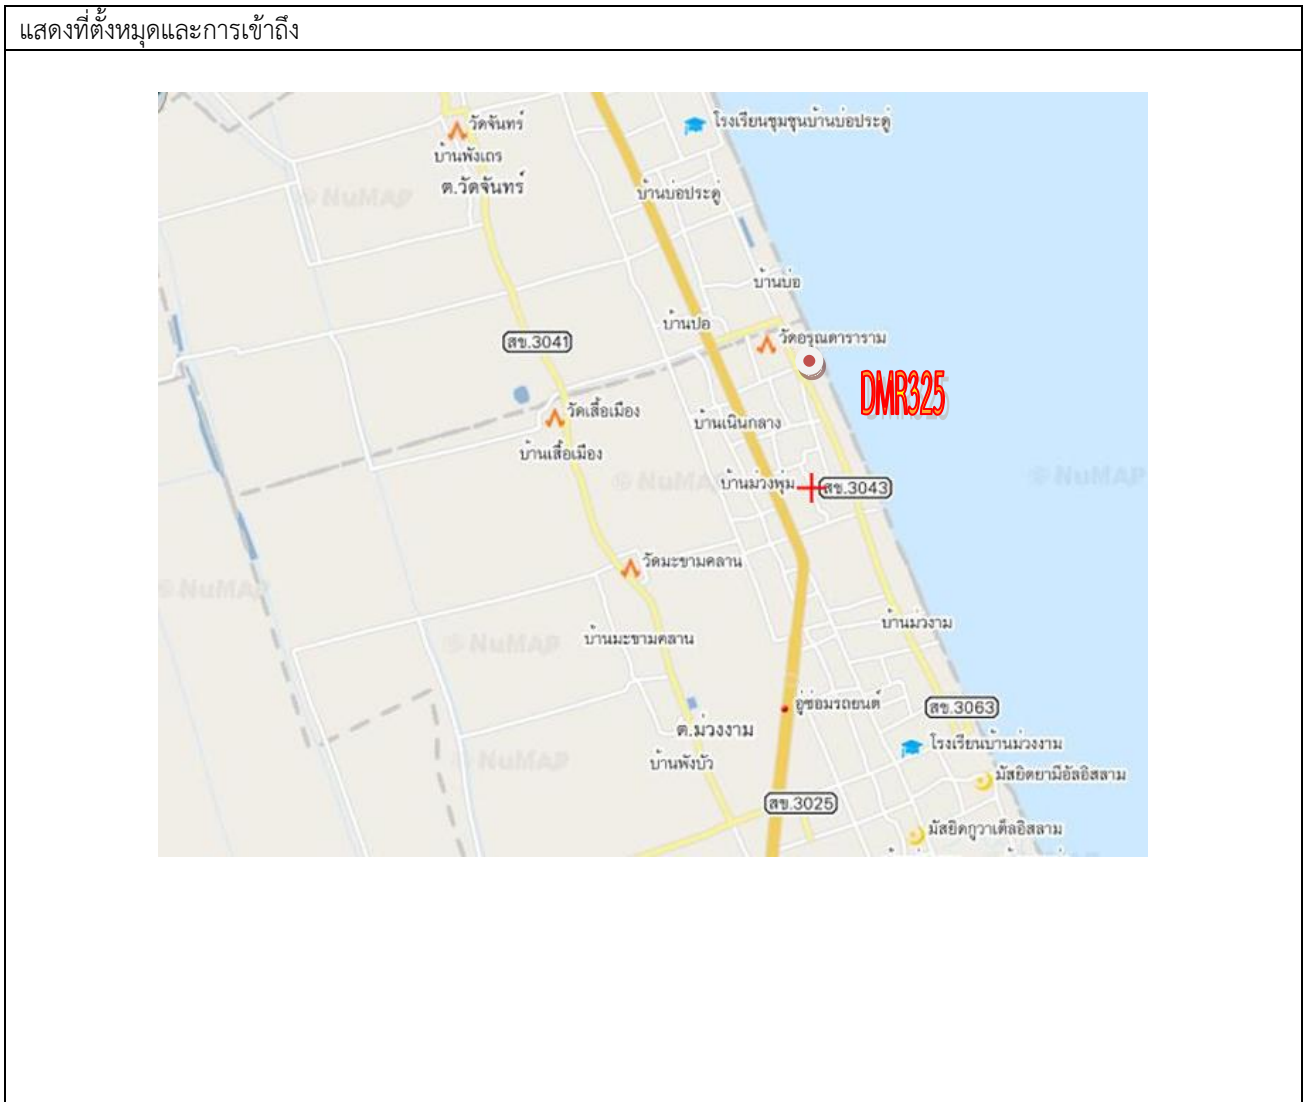 แสดงที่ตั้งหมุดและการเข้าถึง
วัดจันทร์
โรงเรียนชุมชนบ้านบ่อประดู่
บ้านพังเถร
ต.วัดจันทร์
บ้านบ่อประดู่
NuMAP
บ้านบ่อ
บ้านปอ
สข.3041
วัดอรุณดาราราม
DMR325
วัดเสื้อเมือง
บ้านเนินกลาง
บ้านเสื้อเมือง
NuMAP
บ้านม่วงพุ่ม
สข.3043
NuMAP
วัดมะขามคลาน
NuMAP
บ้านม่วงาม
บ้านมะขามคลาน
NuMAP
อู่ซ่อมรถยนต์
สข.3063
ต.ม่วงงาม
โรงเรียนบ้านม่วงงาม
บ้านพังบัว
NuMAP
มัสยิดยามีอัลอิสลาม
สข.3025
มัสยิดกูวาเต็ลอิสลาม